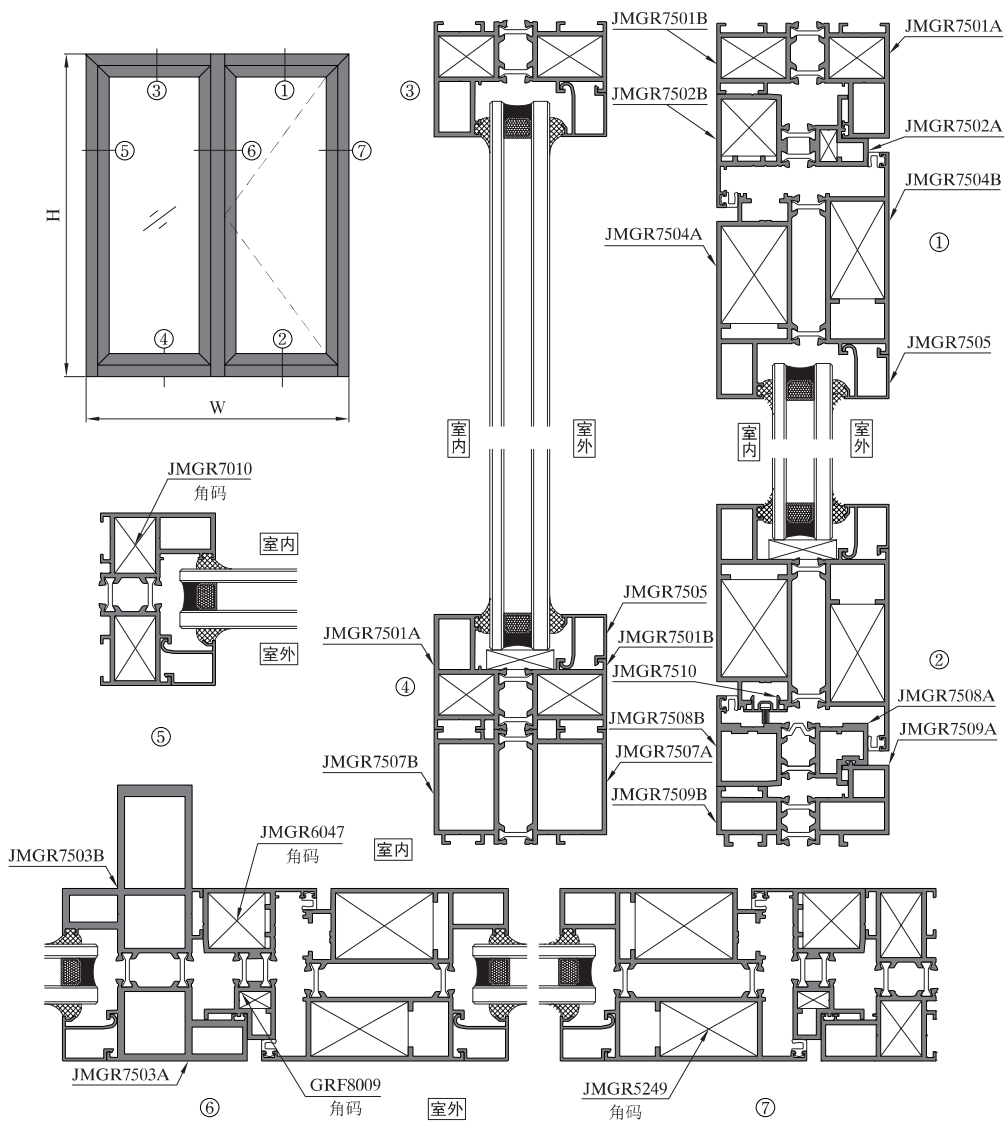 ③
①
⑤
⑥
⑦
④
②
H
W
JMGR7501B
③
JMGR7502B
JMGR7501A
JMGR7502A
JMGR7504B
JMGR7504A
①
JMGR7505
室内
室外
室内
室外
JMGR7010
角码
室内
室外
⑤
JMGR7505
JMGR7501A
JMGR7501B
④
JMGR7510
②
JMGR7508A
JMGR7508B
JMGR7509A
JMGR7507B
JMGR7507A
JMGR7509B
JMGR6047
角码
室内
JMGR7503B
JMGR7503A
GRF8009
角码
⑥
室外
JMGR5249
角码
⑦